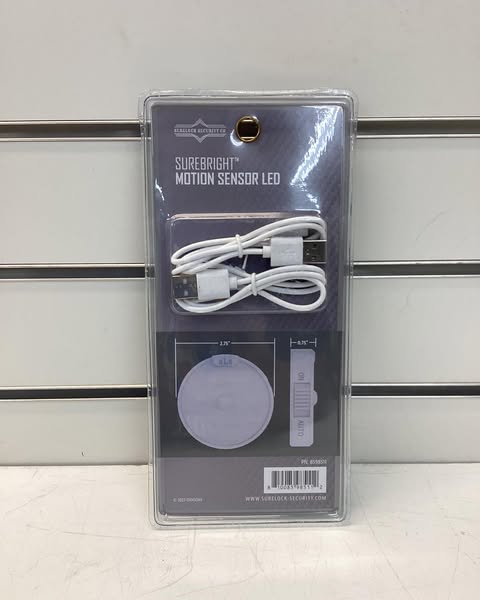 SURELOCK SECURITY CO
SUREBRIGHT™
MOTION SENSOR LED
2.75"
0.75"
ON
AUTO
WWW.SURELOCK-SECURITY.COM